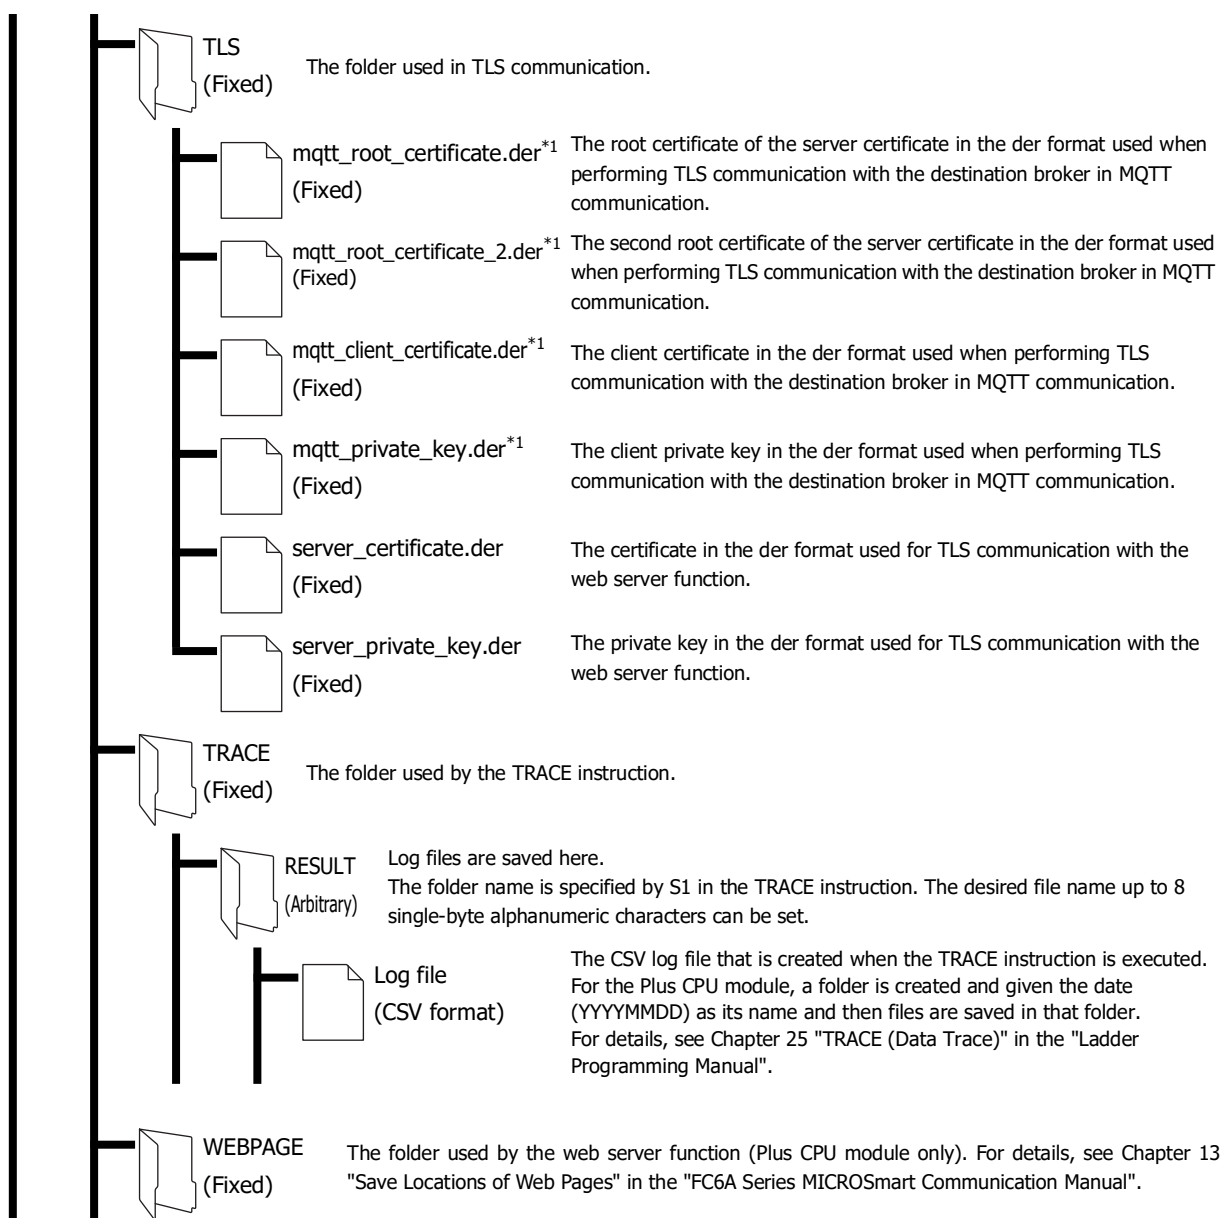 TLS
(Fixed)
The folder used in TLS communication.
mqtt_root_certificate.der*1
(Fixed)
The root certificate of the server certificate in the der format used when
performing TLS communication with the destination broker in MQTT
communication.
mqtt_root_certificate_2.der*1
(Fixed)
The second root certificate of the server certificate in the der format used
when performing TLS communication with the destination broker in MQTT
communication.
mqtt_client_certificate.der*1
(Fixed)
The client certificate in the der format used when performing TLS
communication with the destination broker in MQTT communication.
mqtt_private_key.der*1
(Fixed)
The client private key in the der format used when performing TLS
communication with the destination broker in MQTT communication.
server_certificate.der
(Fixed)
The certificate in the der format used for TLS communication with the
web server function.
server_private_key.der
(Fixed)
The private key in the der format used for TLS communication with the
web server function.
TRACE
(Fixed)
The folder used by the TRACE instruction.
RESULT
(Arbitrary)
Log files are saved here.
The folder name is specified by S1 in the TRACE instruction. The desired file name up to 8
single-byte alphanumeric characters can be set.
Log file
(CSV format)
The CSV log file that is created when the TRACE instruction is executed.
For the Plus CPU module, a folder is created and given the date
(YYYYMMDD) as its name and then files are saved in that folder.
For details, see Chapter 25 "TRACE (Data Trace)" in the "Ladder
Programming Manual".
WEBPAGE
(Fixed)
The folder used by the web server function (Plus CPU module only). For details, see Chapter 13
"Save Locations of Web Pages" in the "FC6A Series MICROSmart Communication Manual".